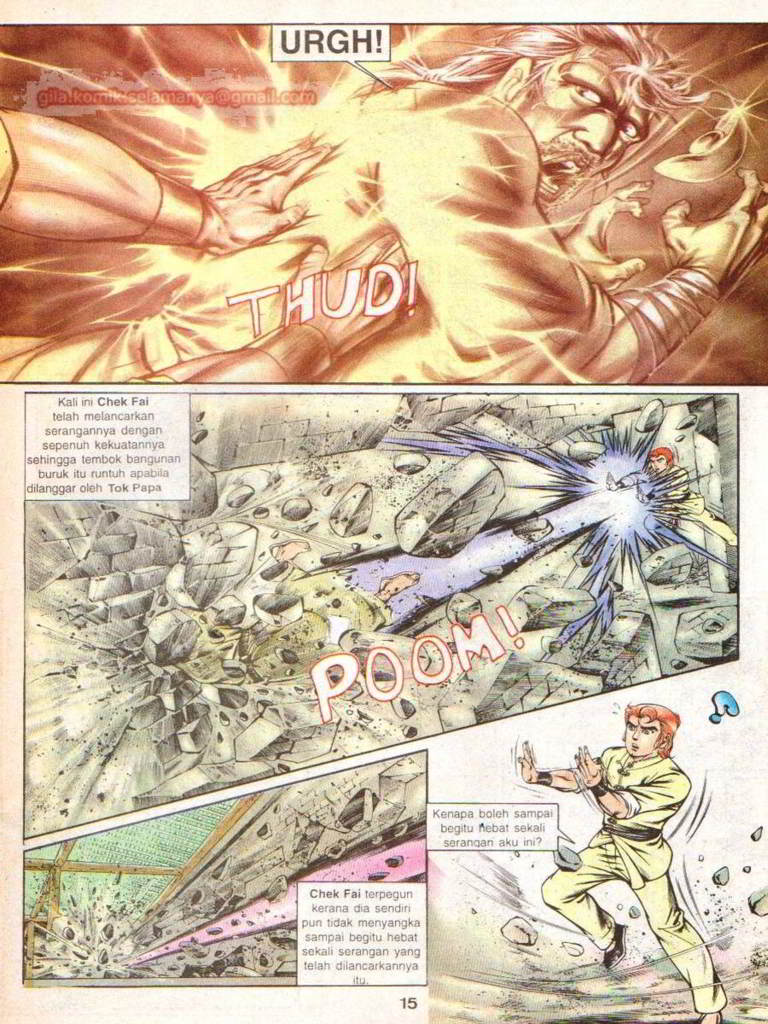 URGH!
gila.komik.selamanya@gmail.com
THUD!
Kali ini Chek Fai
telah melancarkan
serangannya dengan
sepenuh kekuatannya
sehingga tembok bangunan
buruk itu runtuh apabila
dilanggar oleh Tok Papa
POOM!
?
Kenapa boleh sampai
begitu hebat sekali
serangan aku ini?
Chek Fai terpegun
kerana dia sendiri
pun tidak menyangka
sampai begitu hebat
sekali serangan yang
telah dilancarkannya
itu.
15